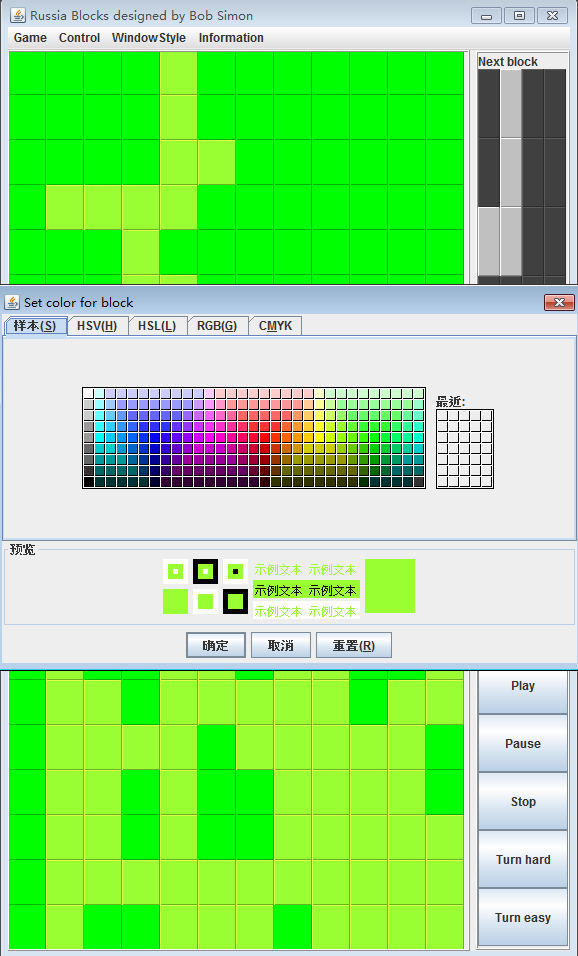 Russia Blocks designed by Bob Simon
Game Control WindowStyle Information
Next block
Set color for block
样本(S) HSV(H) HSL(L) RGB(G) CMYK
最近:
预览
示例文本 示例文本
示例文本 示例文本
示例文本 示例文本
确定 取消 重置(R)
Play
Pause
Stop
Turn hard
Turn easy